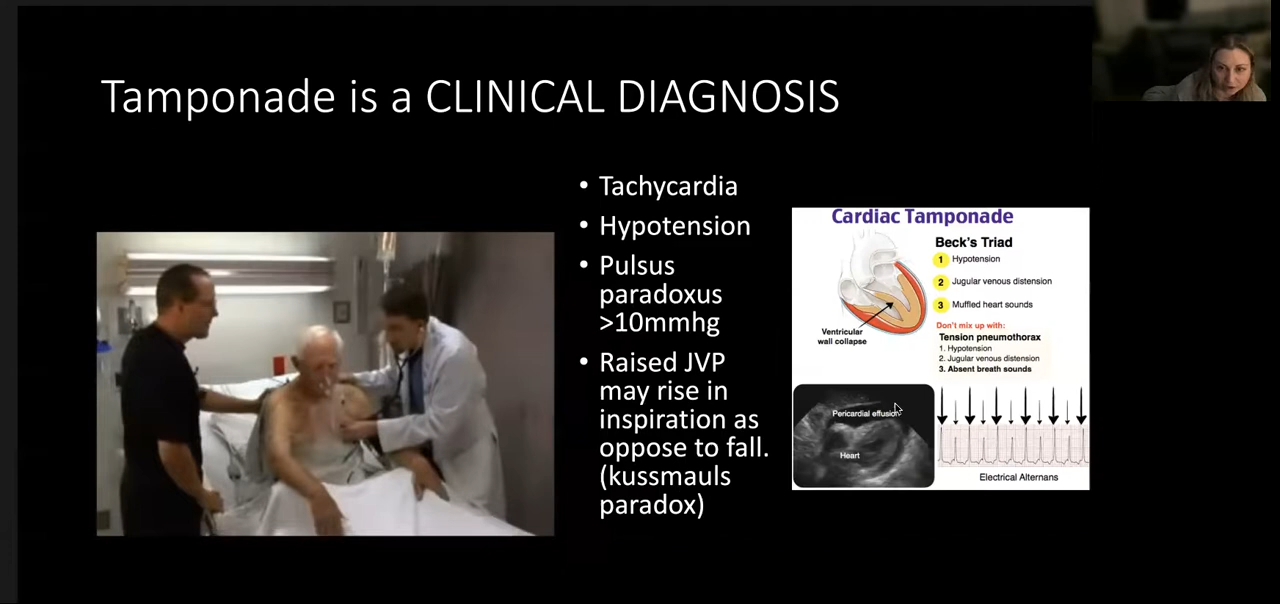 Tamponade is a CLINICAL DIAGNOSIS
• Tachycardia
• Hypotension
• Pulsus
paradoxus
>10mmhg
• Raised JVP
may rise in
inspiration as
oppose to fall.
(kussmauls
paradox)
Cardiac Tamponade
Beck's Triad
1 Hypotension
2 Jugular venous distension
3 Muffled heart sounds
Ventricular
wall collapse
Don't mix up with:
Tension pneumothorax
1. Hypotension
2. Jugular venous distension
3. Absent breath sounds
Pericardial effusion
Heart
Electrical Alternans